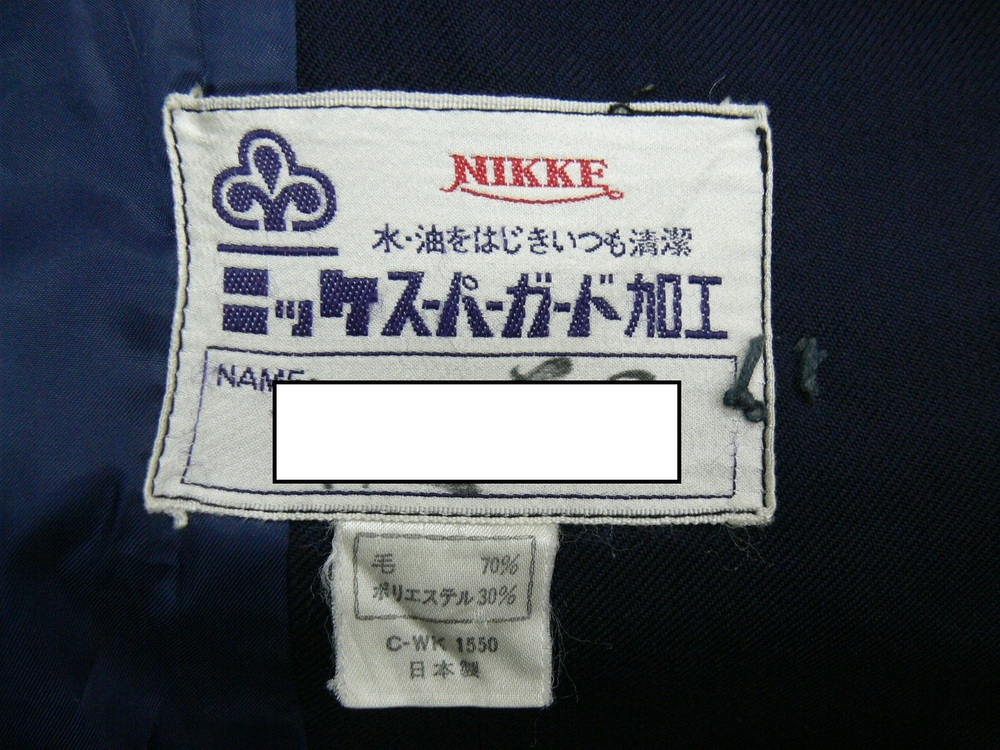 NIKKE
水・油をはじきいつも清潔
ニックスーパーガード加工
NAME:
毛 70%
ポリエステル 30%
C-WK 1550
日本製